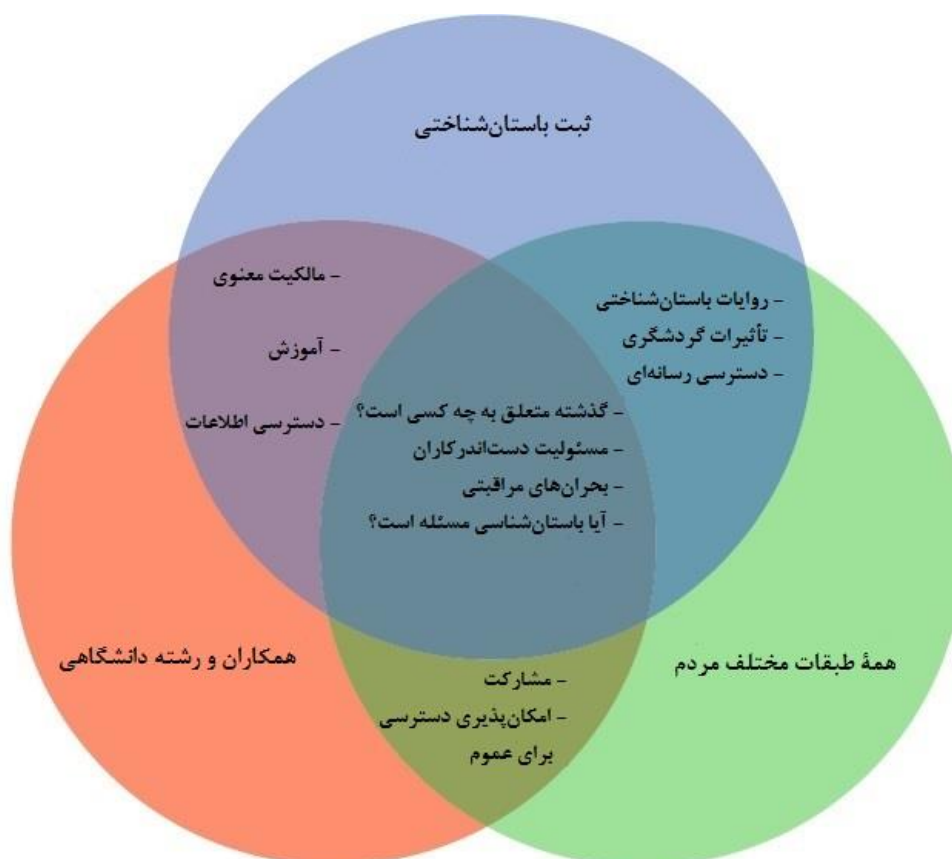 ثبت باستان‌شناختی
- مالکیت معنوی
- آموزش
- دسترسی اطلاعات
- روایات باستان‌شناختی
- تأثیرات گردشگری
- دسترسی رسانه‌ای
- گذشته متعلق به چه کسی است؟
- مسئولیت دست‌اندرکاران
- بحران‌های مراقبتی
- آیا باستان‌شناسی مسئله است؟
همکاران و رشته دانشگاهی
همهٔ طبقات مختلف مردم
- مشارکت
- امکان‌پذیری دسترسی
برای عموم